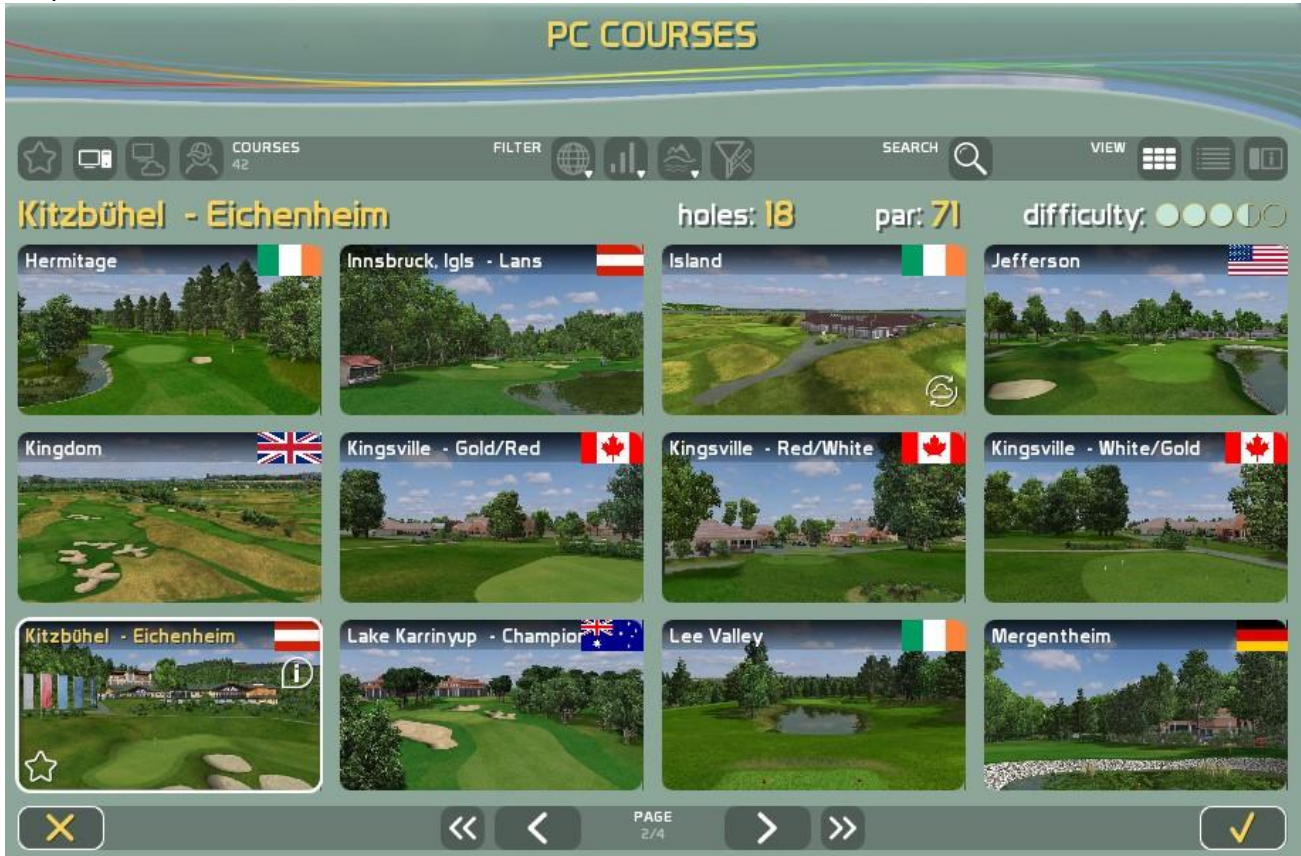 PC COURSES
COURSES
42
FILTER
SEARCH
VIEW
Kitzbühel - Eichenheim
holes: 18
par: 71
difficulty:
Hermitage
Innsbruck, Igls - Lans
Island
Jefferson
Kingdom
Kingsville - Gold/Red
Kingsville - Red/White
Kingsville - White/Gold
Kitzbühel - Eichenheim
Lake Karrinyup - Champion
Lee Valley
Mergentheim
PAGE
2/4